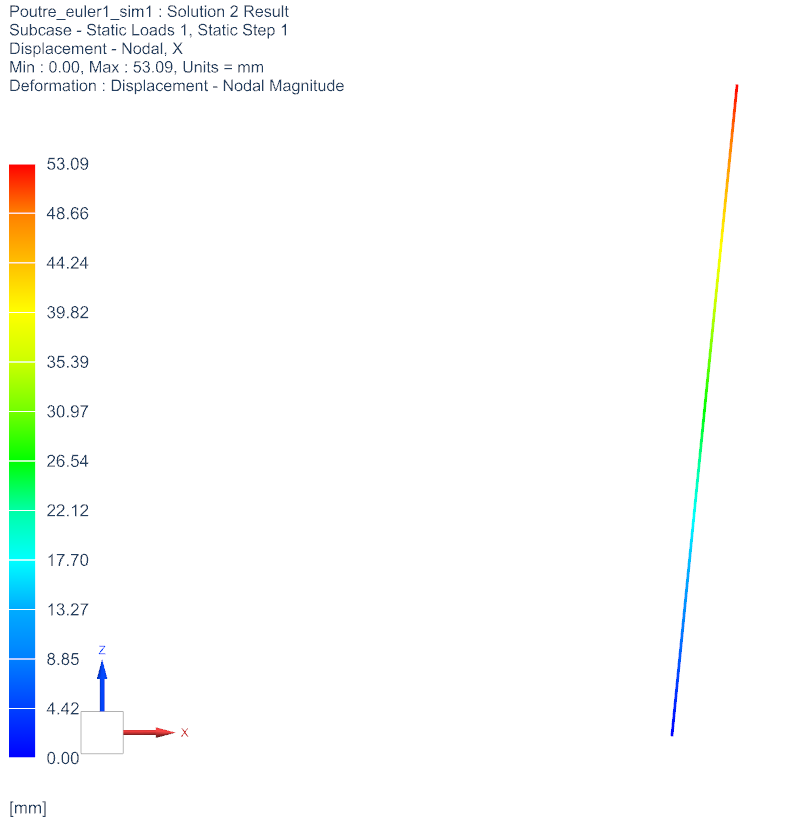 Poutre_euler1_sim1 : Solution 2 Result
Subcase - Static Loads 1, Static Step 1
Displacement - Nodal, X
Min : 0.00, Max : 53.09, Units = mm
Deformation : Displacement - Nodal Magnitude
53.09
48.66
44.24
39.82
35.39
30.97
26.54
22.12
17.70
13.27
8.85
4.42
0.00
Z
X
[mm]